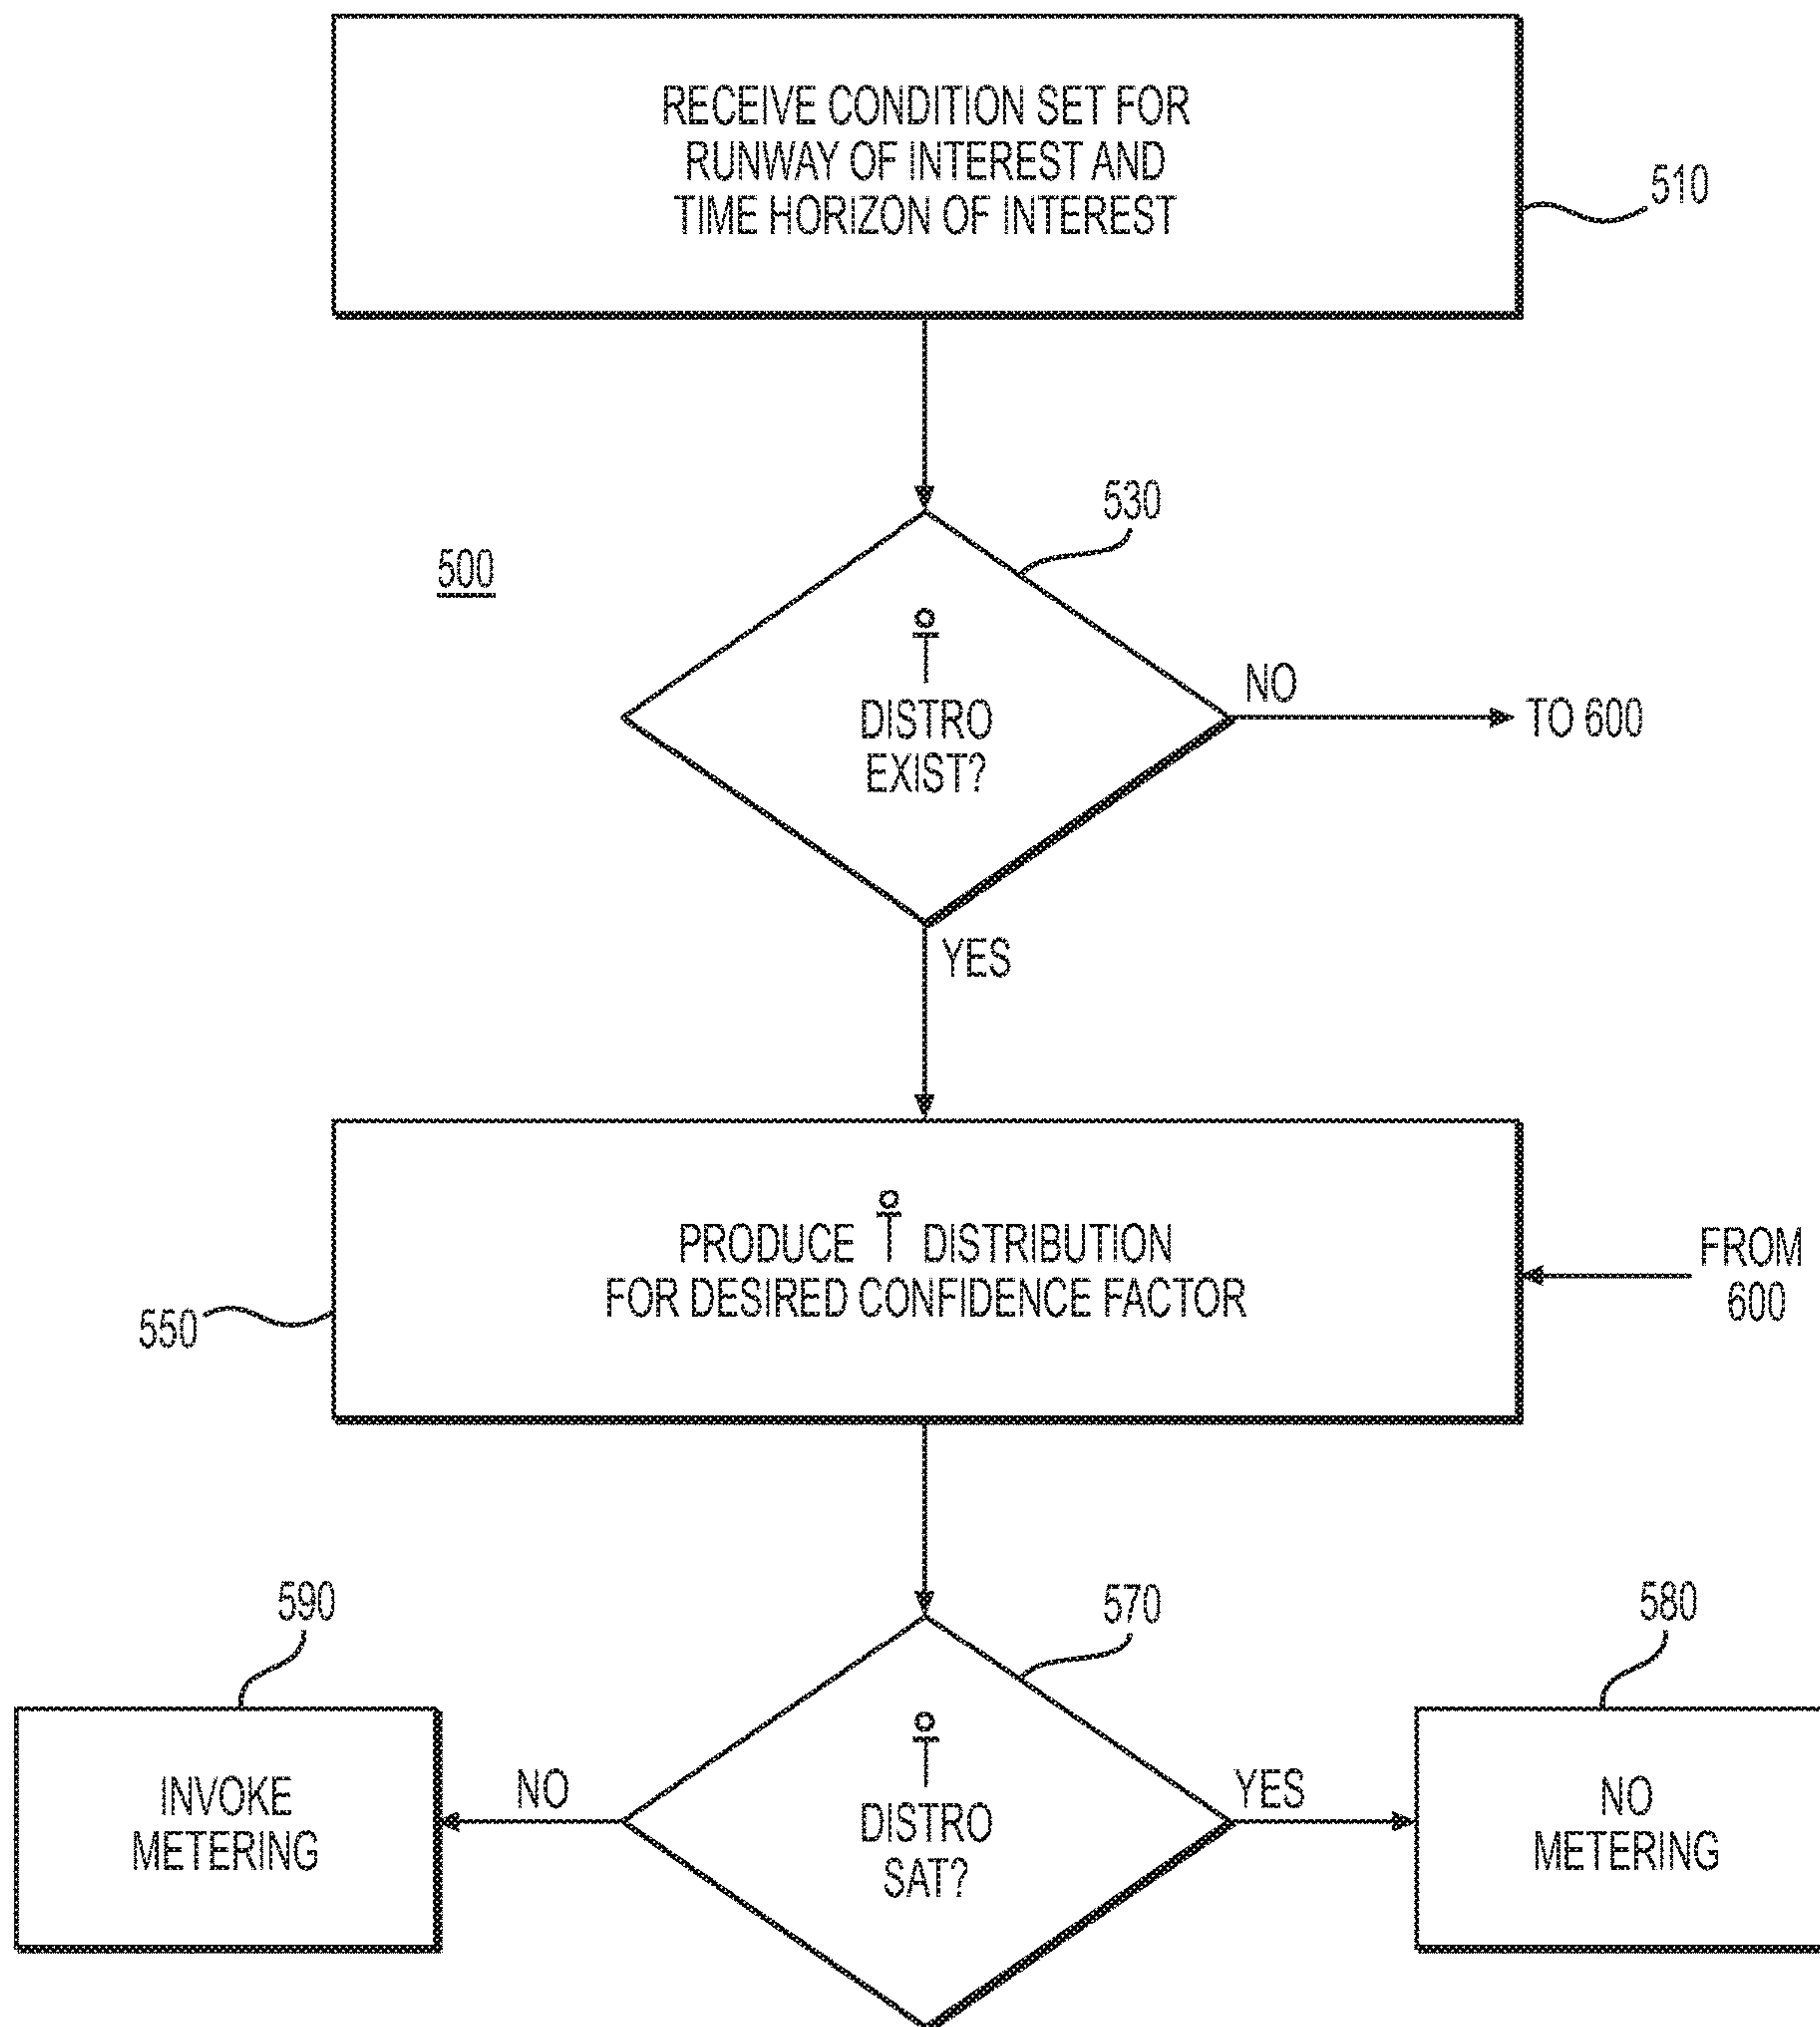 RECEIVE CONDITION SET FOR
RUNWAY OF INTEREST AND
TIME HORIZON OF INTEREST
510
530
500
T̊
DISTRO
EXIST?
NO
TO 600
YES
PRODUCE T̊ DISTRIBUTION
FOR DESIRED CONFIDENCE FACTOR
FROM
600
550
590
570
580
INVOKE
METERING
NO
T̊
DISTRO
SAT?
YES
NO
METERING